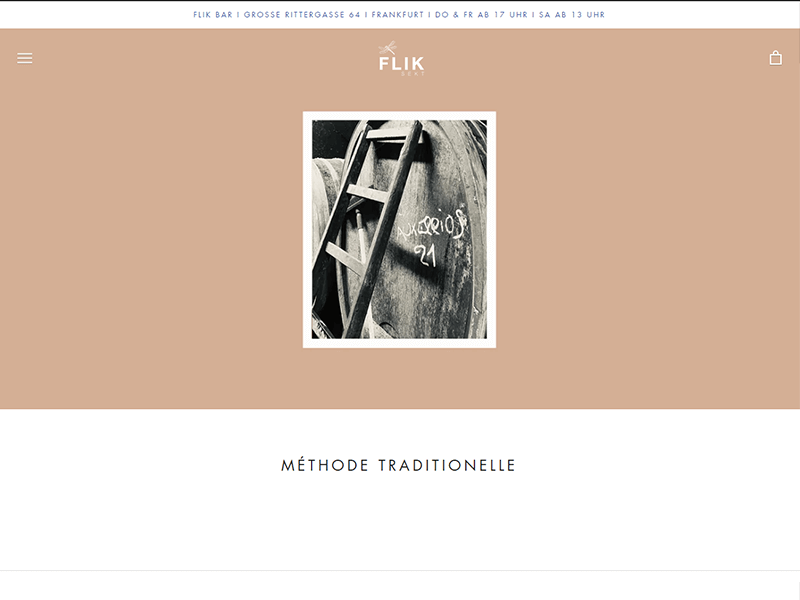 FLIK BAR I GROSSE RITTERGASSE 64 I FRANKFURT I DO & FR AB 17 UHR I SA AB 13 UHR
FLIK
SEKT
21
MÉTHODE TRADITIONELLE